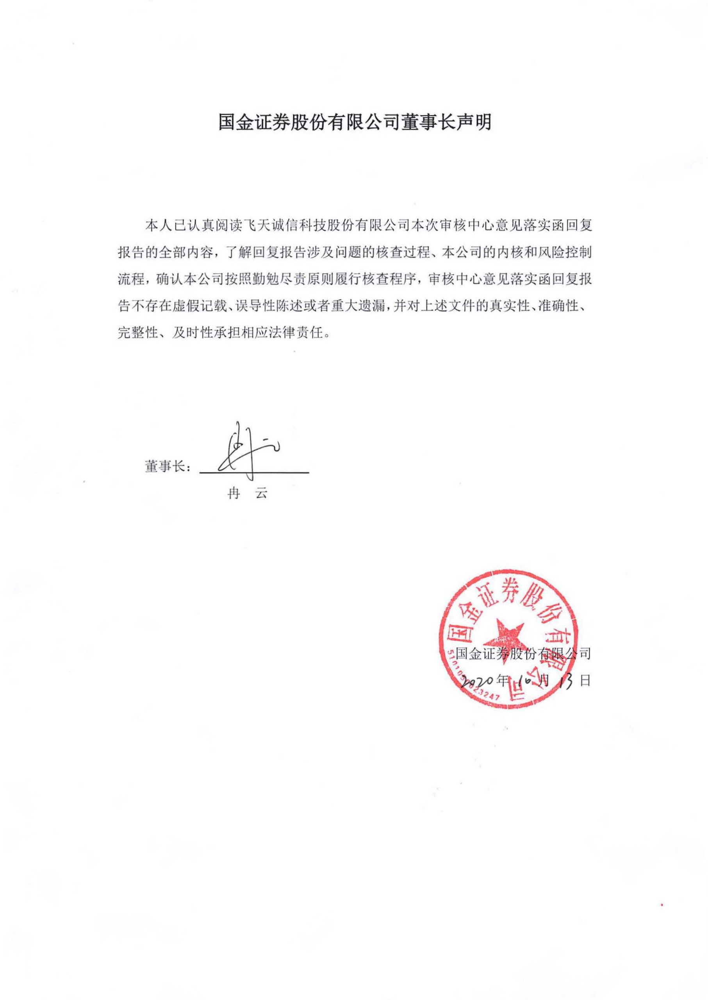 国金证券股份有限公司董事长声明
本人已认真阅读飞天诚信科技股份有限公司本次审核中心意见落实函回复
报告的全部内容，了解回复报告涉及问题的核查过程、本公司的内核和风险控制
流程，确认本公司按照勤勉尽责原则履行核查程序，审核中心意见落实函回复报
告不存在虚假记载、误导性陈述或者重大遗漏，并对上述文件的真实性、准确性、
完整性、及时性承担相应法律责任。
董事长：冉云
冉 云
国金证券股份有限公司
5101050023247
国金证券股份有限公司
2020年10月13日